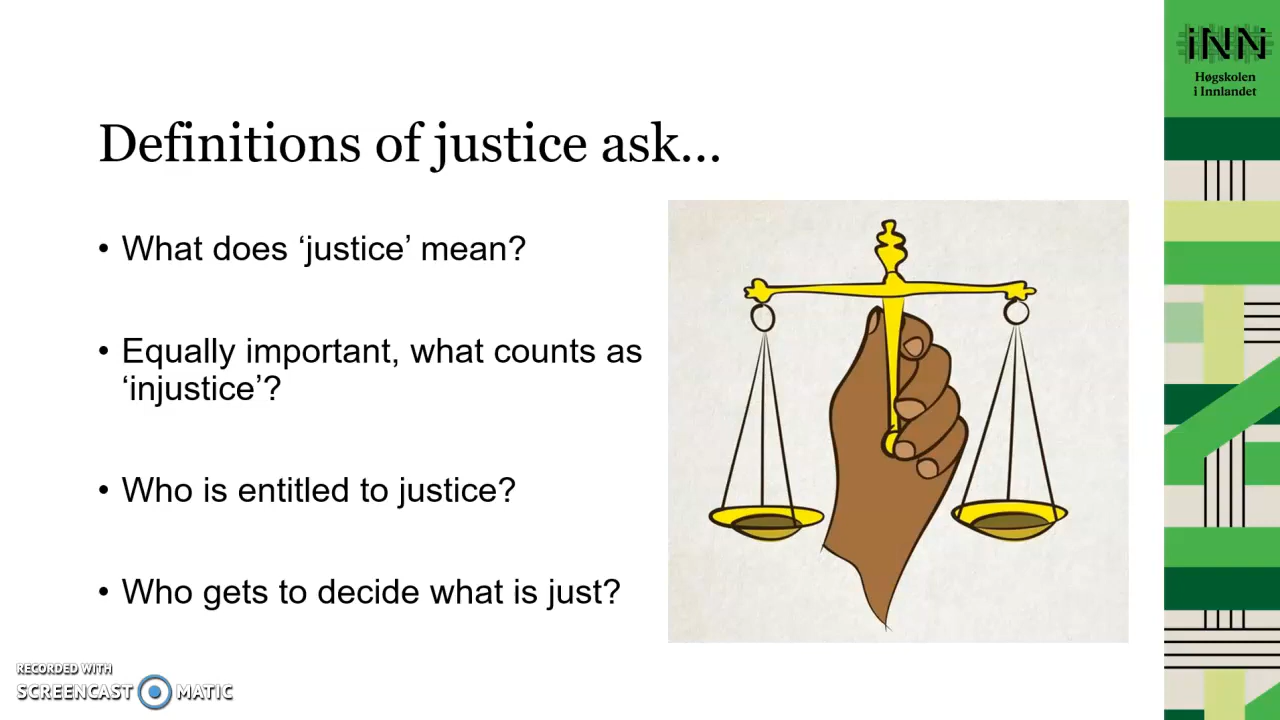 Definitions of justice ask...
• What does ‘justice’ mean?
• Equally important, what counts as
‘injustice’?
• Who is entitled to justice?
• Who gets to decide what is just?
iNN
Høgskolen
i Innlandet
RECORDED WITH
SCREENCAST MATIC